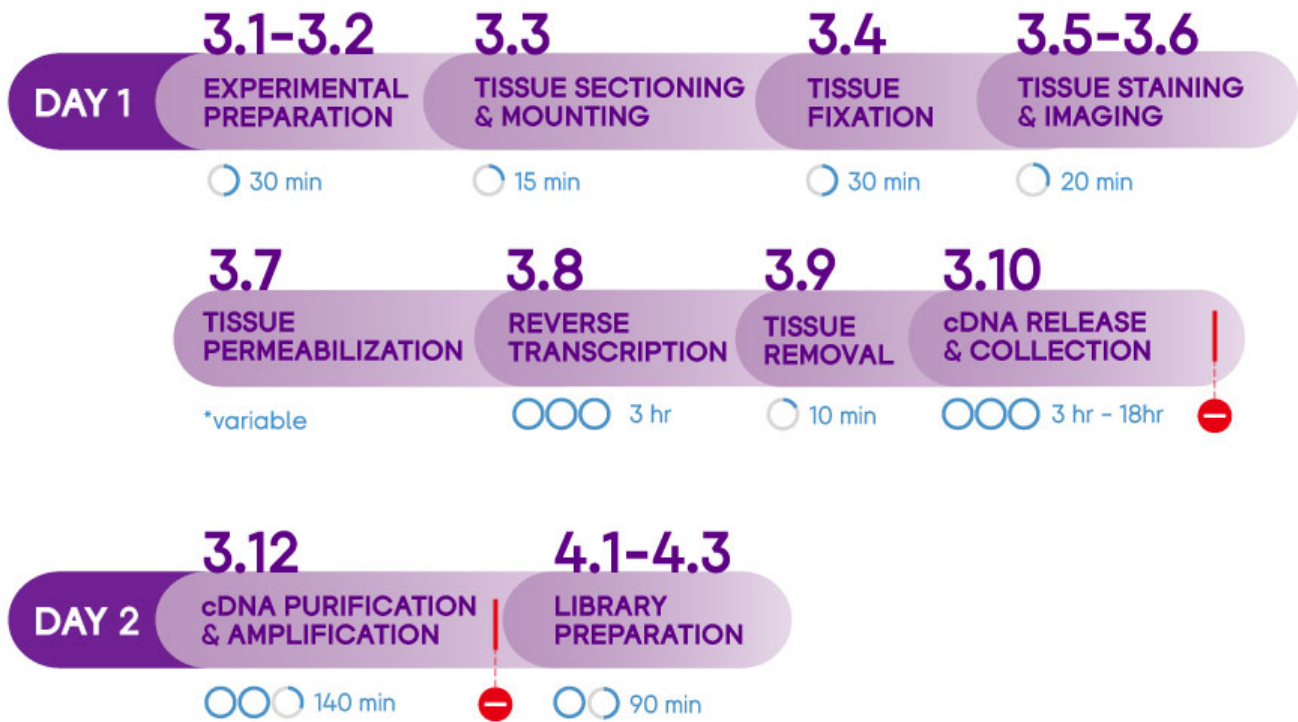 DAY 1
3.1-3.2
EXPERIMENTAL
PREPARATION
30 min
3.3
TISSUE SECTIONING
& MOUNTING
15 min
3.4
TISSUE
FIXATION
30 min
3.5-3.6
TISSUE STAINING
& IMAGING
20 min
3.7
TISSUE
PERMEABILIZATION
*variable
3.8
REVERSE
TRANSCRIPTION
3 hr
3.9
TISSUE
REMOVAL
10 min
3.10
cDNA RELEASE
& COLLECTION
3 hr - 18hr
DAY 2
3.12
cDNA PURIFICATION
& AMPLIFICATION
140 min
4.1-4.3
LIBRARY
PREPARATION
90 min